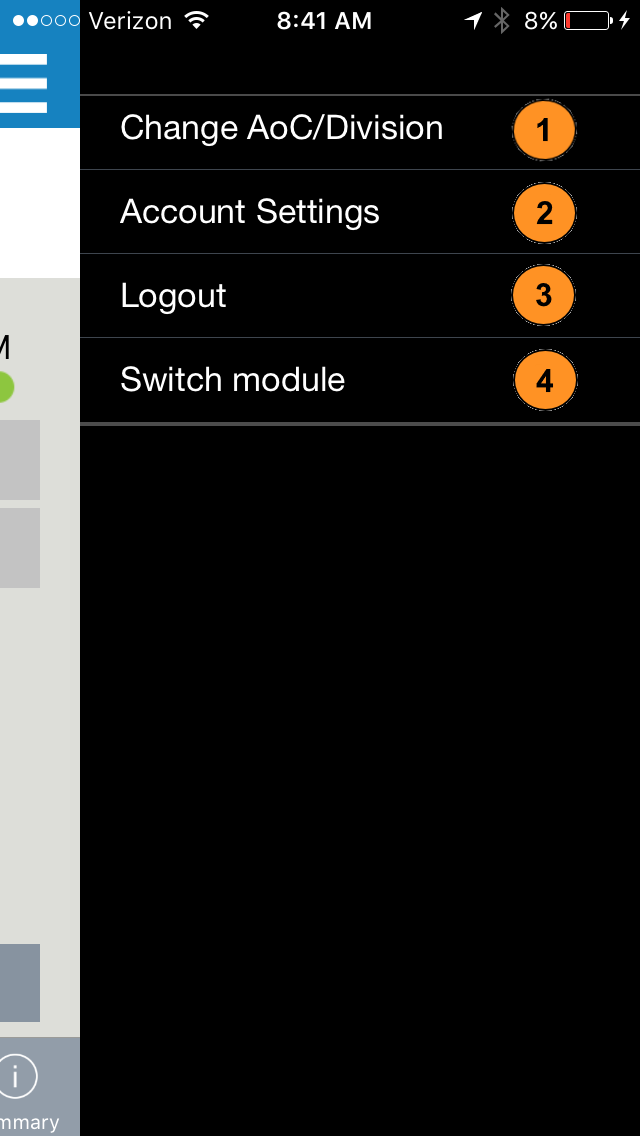 Verizon 8:41 AM 8%
Change AoC/Division 1
Account Settings 2
Logout 3
M
Switch module 4
i
mmary